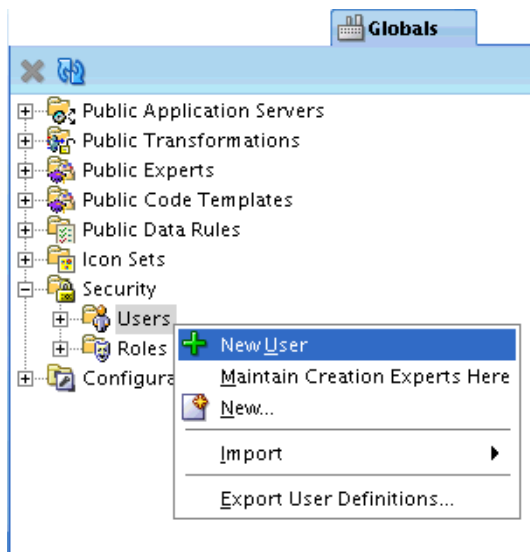 Globals
Public Application Servers
Public Transformations
Public Experts
Public Code Templates
Public Data Rules
Icon Sets
Security
Users
New User
Roles
Maintain Creation Experts Here
Configura
New...
Import
Export User Definitions...